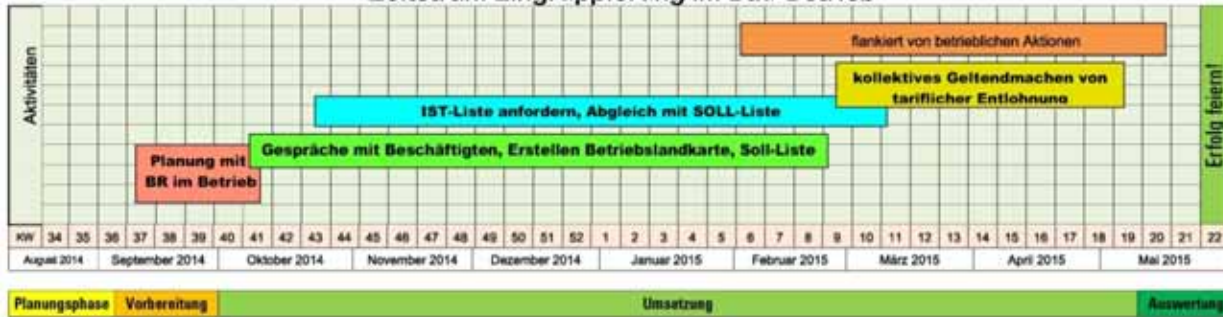 Zeitstrahl Eingruppierung im Bau-Betrieb
Aktivitäten
flankiert von betrieblichen Aktionen
kollektives Geltendmachen von
tariflicher Entlohnung
IST-Liste anfordern, Abgleich mit SOLL-Liste
Gespräche mit Beschäftigten, Erstellen Betriebslandkarte, Soll-Liste
Planung mit
BR im Betrieb
Erfolg feiern!
KW 34 35 36 37 38 39 40 41 42 43 44 45 46 47 48 49 50 51 52 1 2 3 4 5 6 7 8 9 10 11 12 13 14 15 16 17 18 19 20 21 22
August 2014 September 2014 Oktober 2014 November 2014 Dezember 2014 Januar 2015 Februar 2015 März 2015 April 2015 Mai 2015
Planungsphase Vorbereitung Umsetzung Auswertung